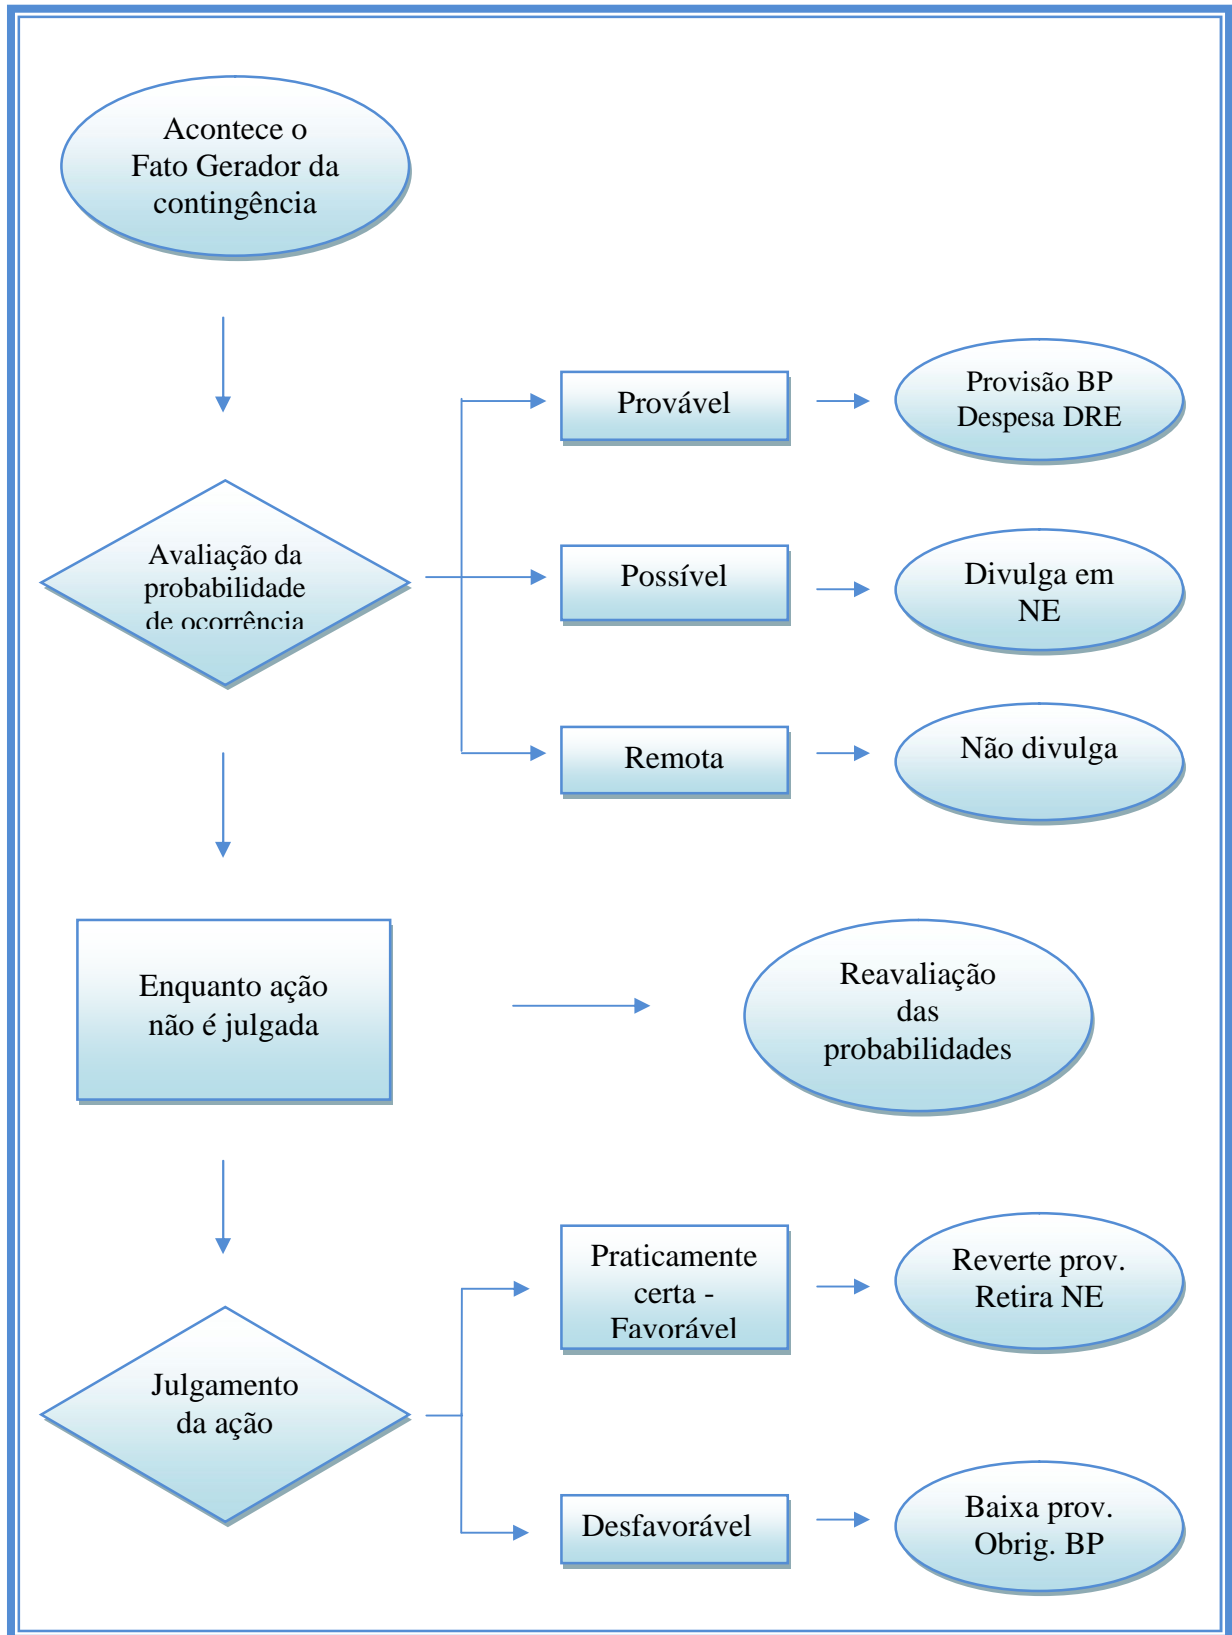 Acontece o
Fato Gerador da
contingência
Provável
Provisão BP
Despesa DRE
Avaliação da
probabilidade
de ocorrência
Possível
Divulga em
NE
Remota
Não divulga
Enquanto ação
não é julgada
Reavaliação
das
probabilidades
Praticamente
certa -
Favorável
Reverte prov.
Retira NE
Julgamento
da ação
Desfavorável
Baixa prov.
Obrig. BP